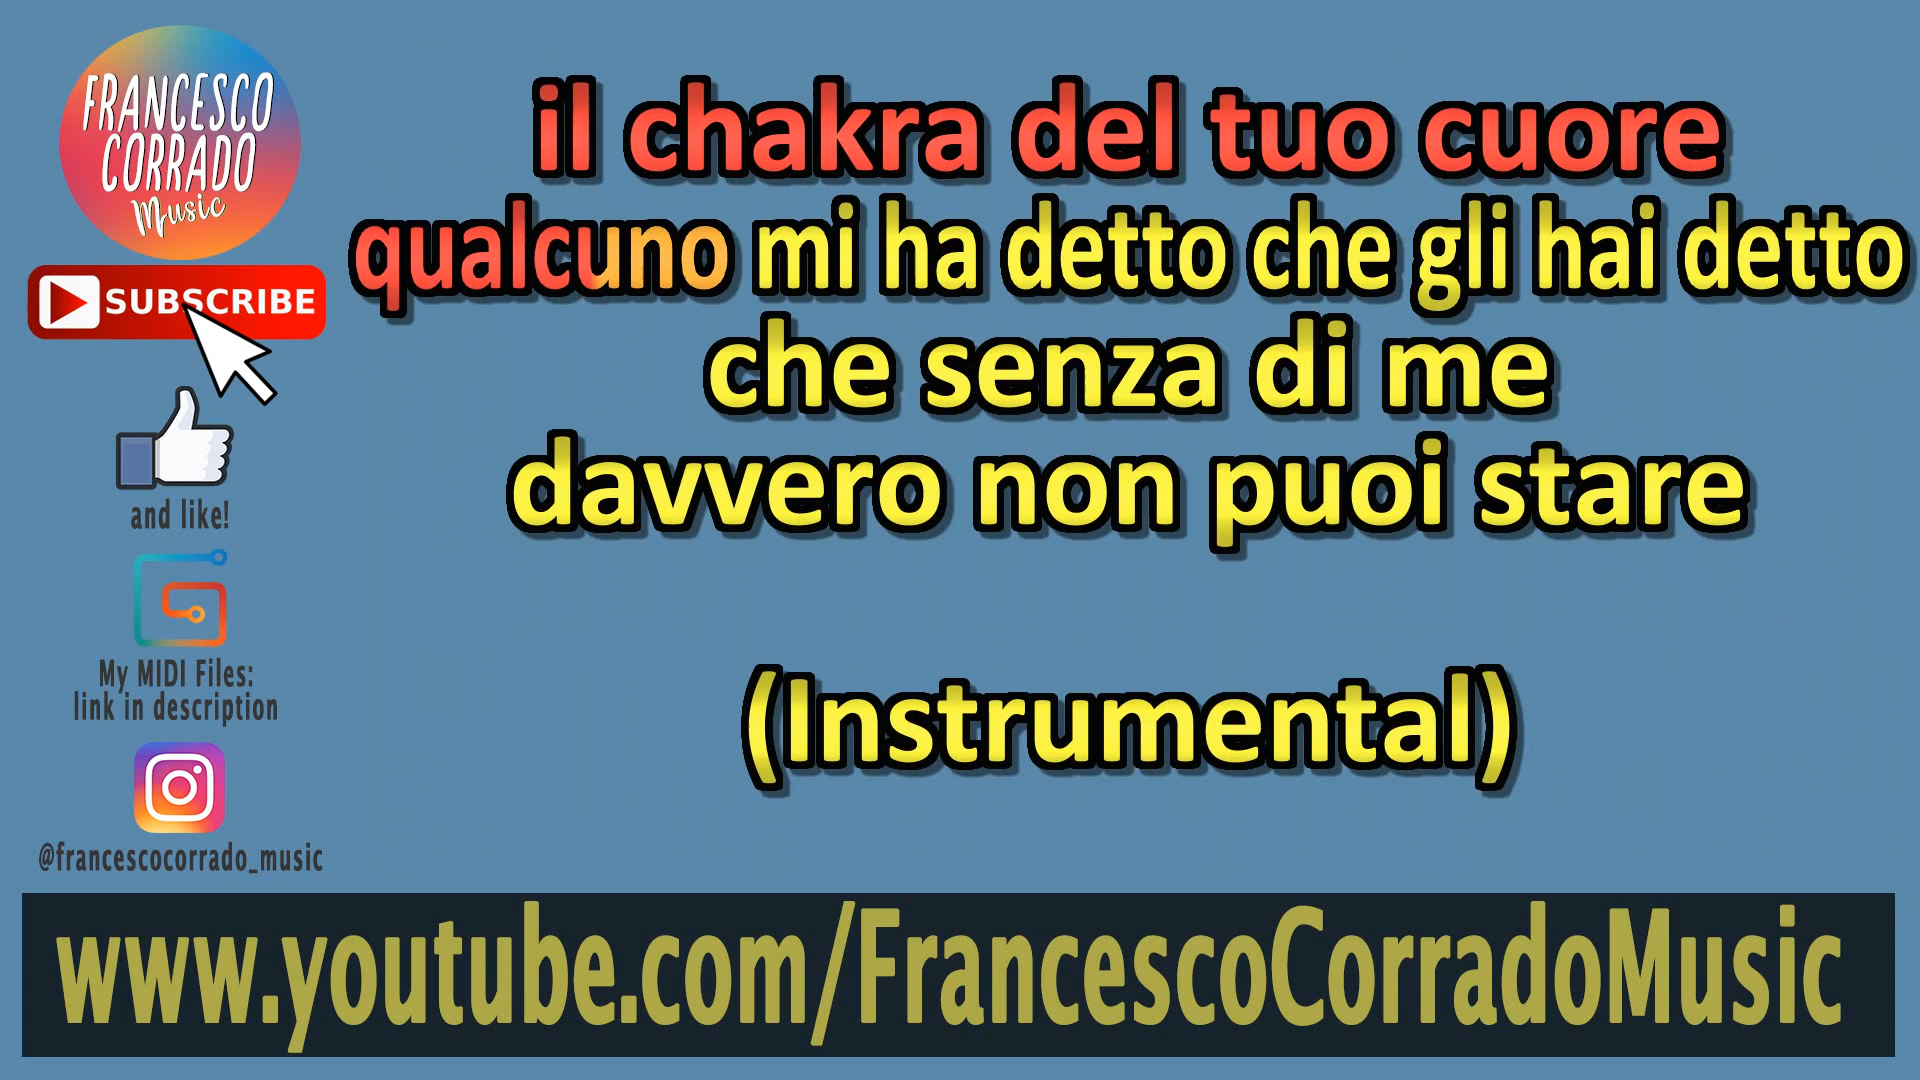 FRANCESCO
CORRADO
Music
SUBSCRIBE
and like!
My MIDI Files:
link in description
@francescocorrado_music
il chakra del tuo cuore
qualcuno mi ha detto che gli hai detto
che senza di me
davvero non puoi stare
(Instrumental)
www.youtube.com/FrancescoCorradoMusic